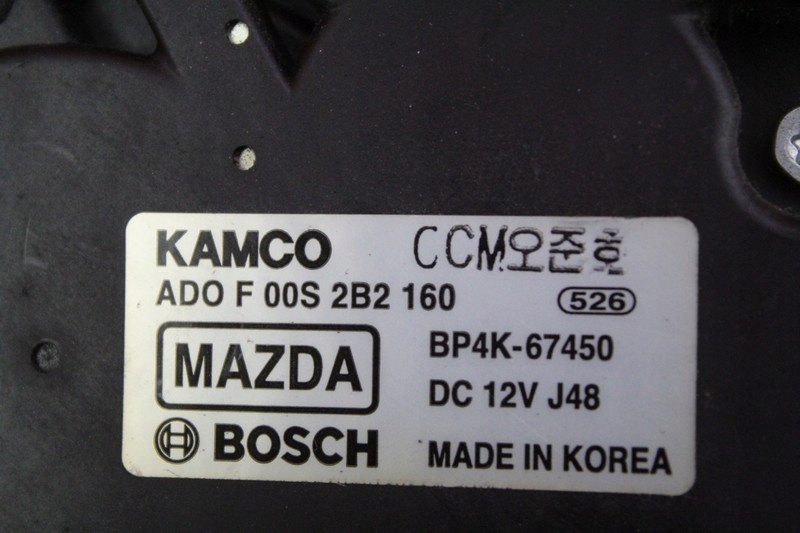 KAMCO CCM오준호
ADO F 00S 2B2 160 526
MAZDA BP4K-67450
DC 12V J48
BOSCH MADE IN KOREA